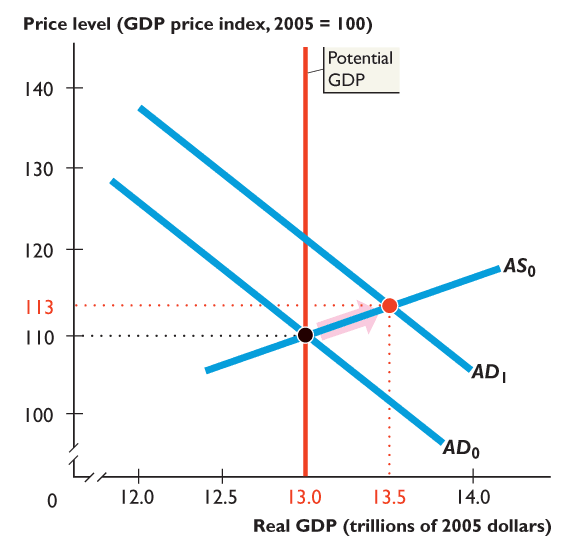 Price level (GDP price index, 2005 = 100)
Potential
GDP
140
130
120
113
110
100
0
AS0
AD1
AD0
12.0 12.5 13.0 13.5 14.0
Real GDP (trillions of 2005 dollars)